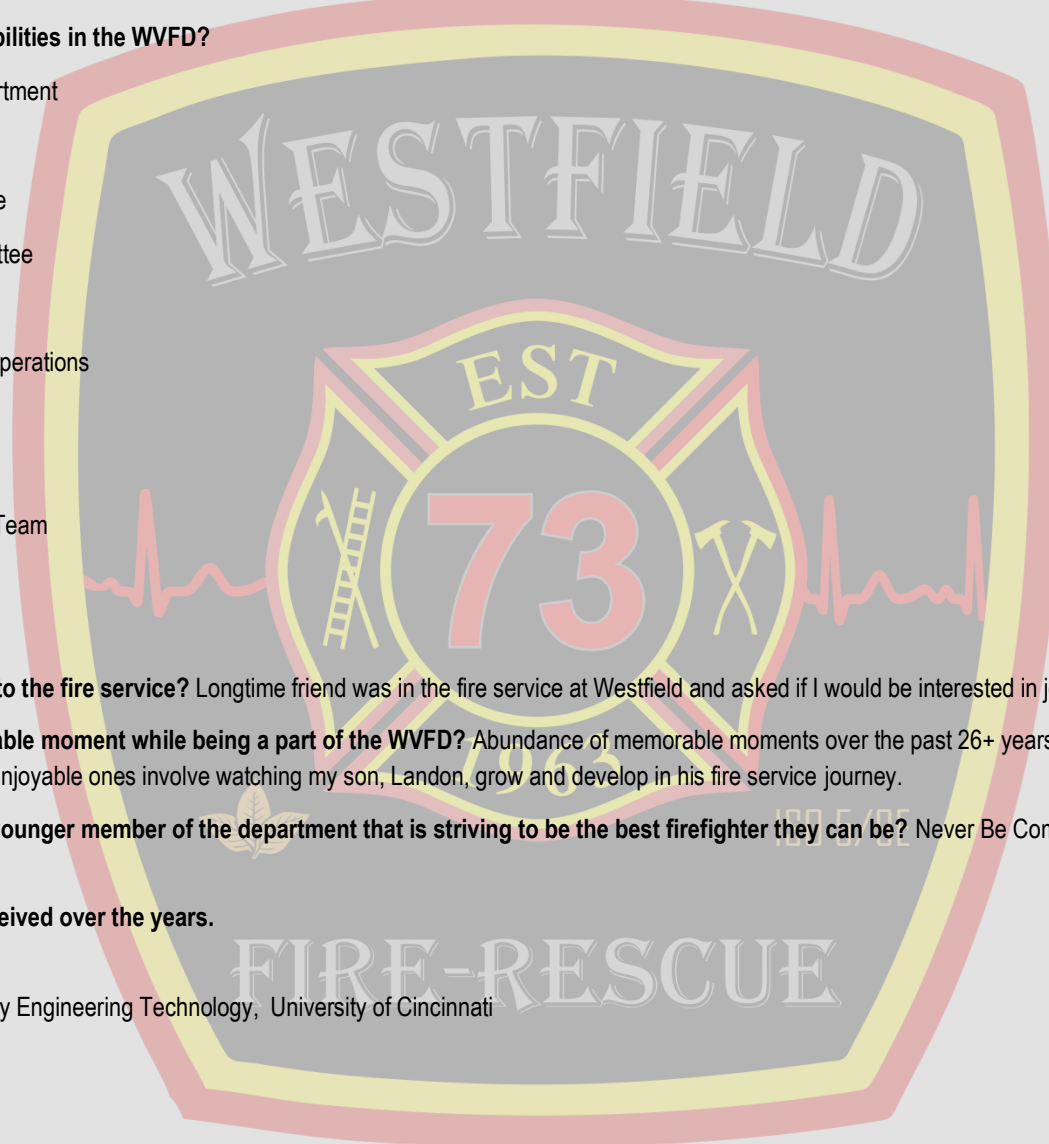 bilities in the WVFD?
rtment
WESTFIELD
e
ttee
perations
EST
73
Team
to the fire service? Longtime friend was in the fire service at Westfield and asked if I would be interested in j
able moment while being a part of the WVFD? Abundance of memorable moments over the past 26+ years
1963
njoyable ones involve watching my son, Landon, grow and develop in his fire service journey.
ounger member of the department that is striving to be the best firefighter they can be? Never Be Con
ISO 5/9E
eived over the years.
FIRE-RESCUE
y Engineering Technology, University of Cincinnati